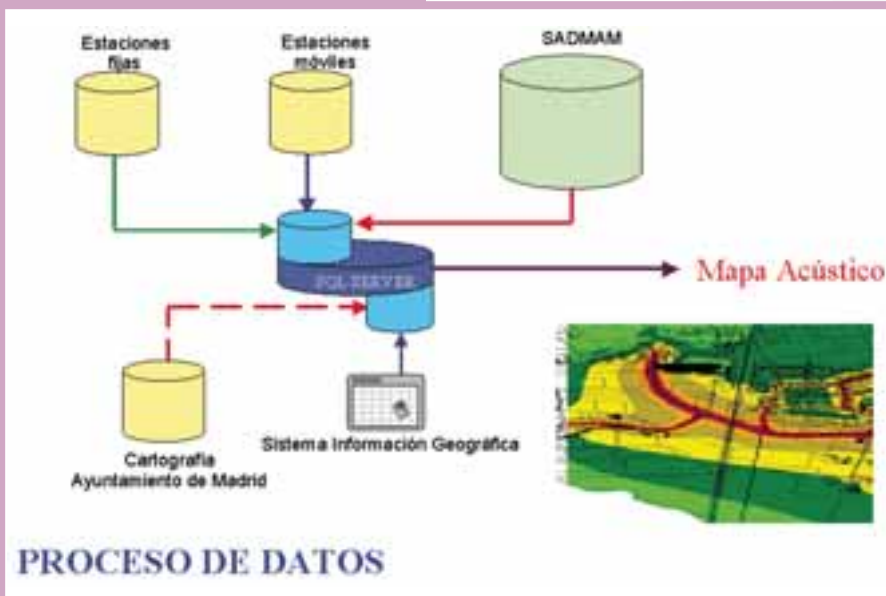 Estaciones
fijas
Estaciones
móviles
SADMAM
SQL SERVER
Mapa Acústico
Cartografía
Ayuntamiento de Madrid
Sistema Información Geográfica
PROCESO DE DATOS